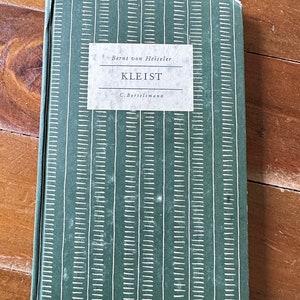 Bernt von Heiseler
KLEIST
C. Bertelsmann